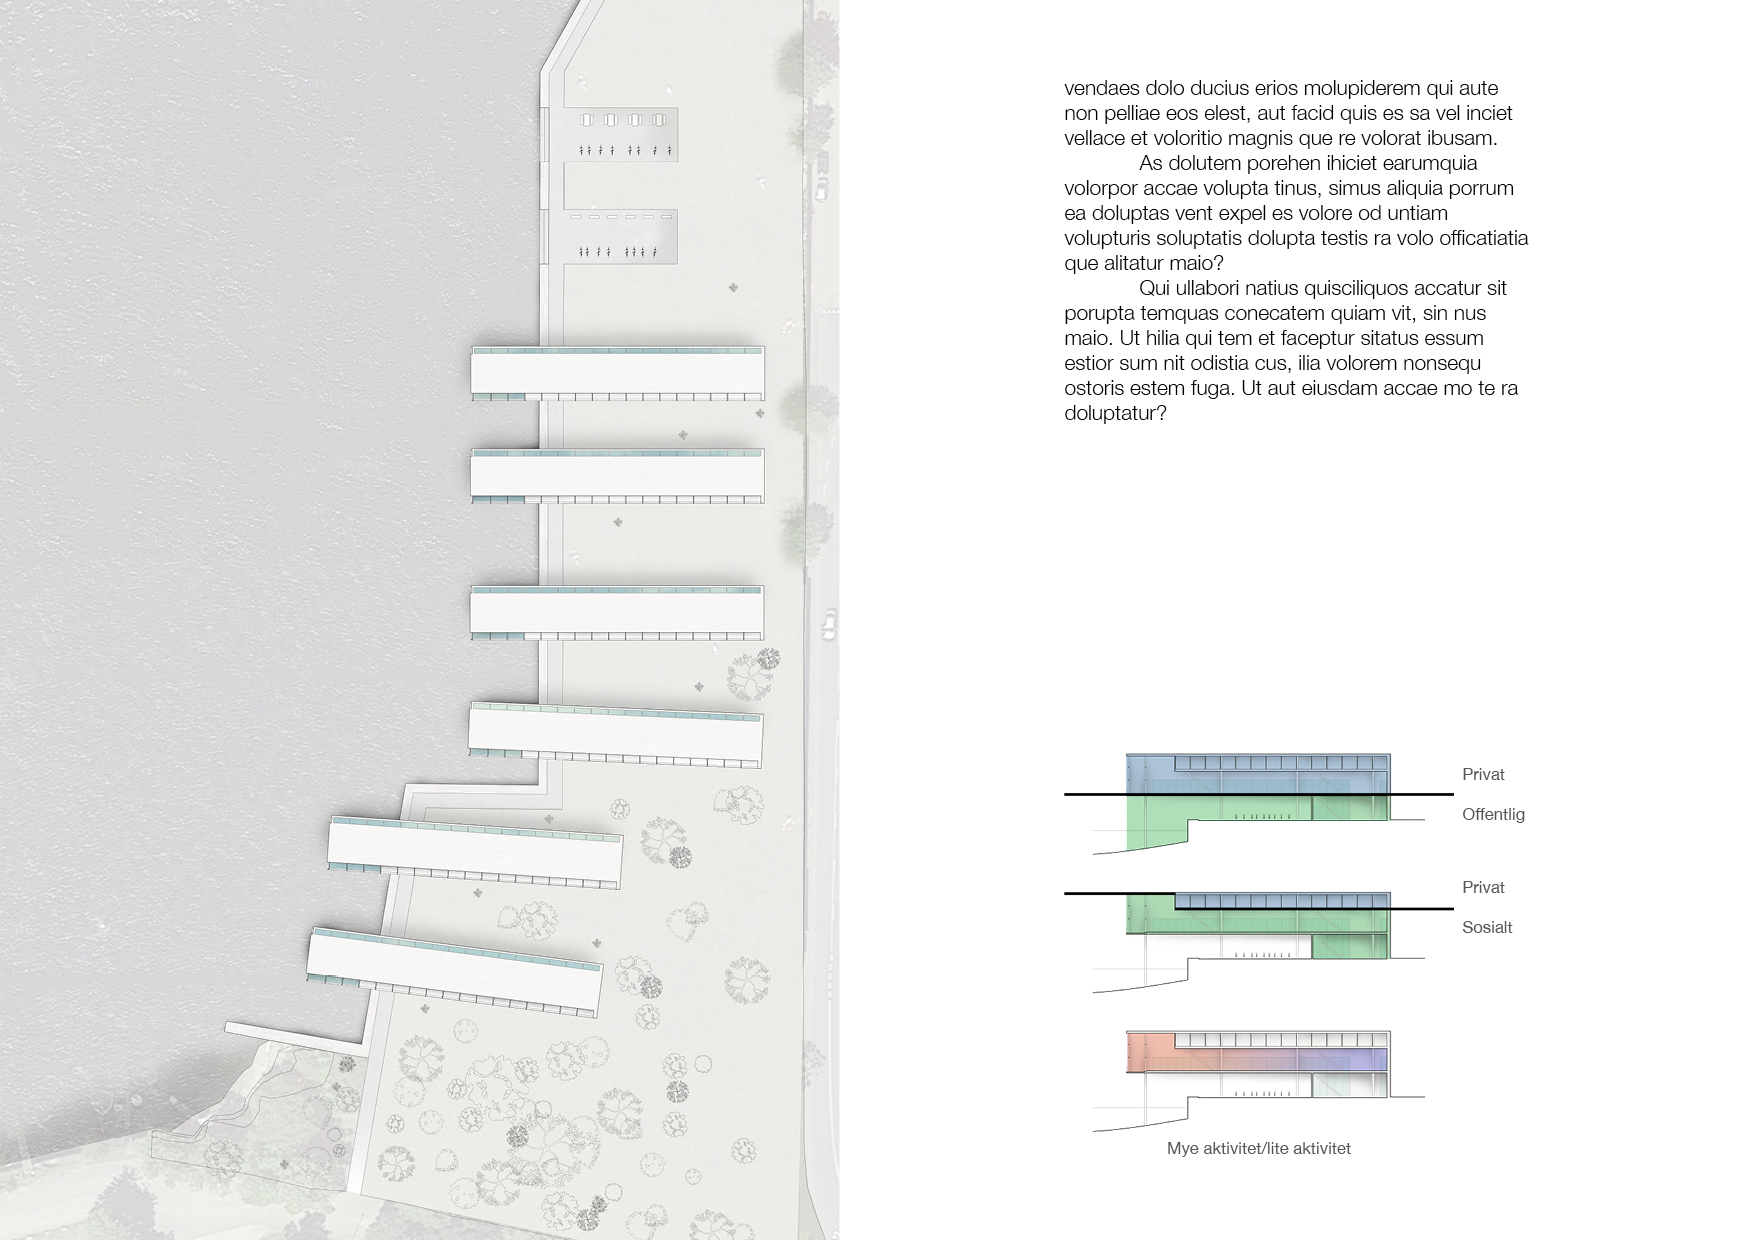 vendaes dolo ducius erios molupiderem qui aute
non pelliae eos elest, aut facid quis es sa vel inciet
vellace et voloritio magnis que re volorat ibusam.
As dolutem porehen ihiciet earumquia
volorpor accae volupta tinus, simus aliquia porrum
ea doluptas vent expel es volore od untiam
volupturis soluptatis dolupta testis ra volo officatiatia
que alitatur maio?
Qui ullabori natius quisciliquos accatur sit
porupta temquas conecatem quiam vit, sin nus
maio. Ut hilia qui tem et faceptur sitatus essum
estior sum nit odistia cus, ilia volorem nonsequ
ostoris estem fuga. Ut aut eiusdam accae mo te ra
doluptatur?
Privat
Offentlig
Privat
Sosialt
Mye aktivitet/lite aktivitet